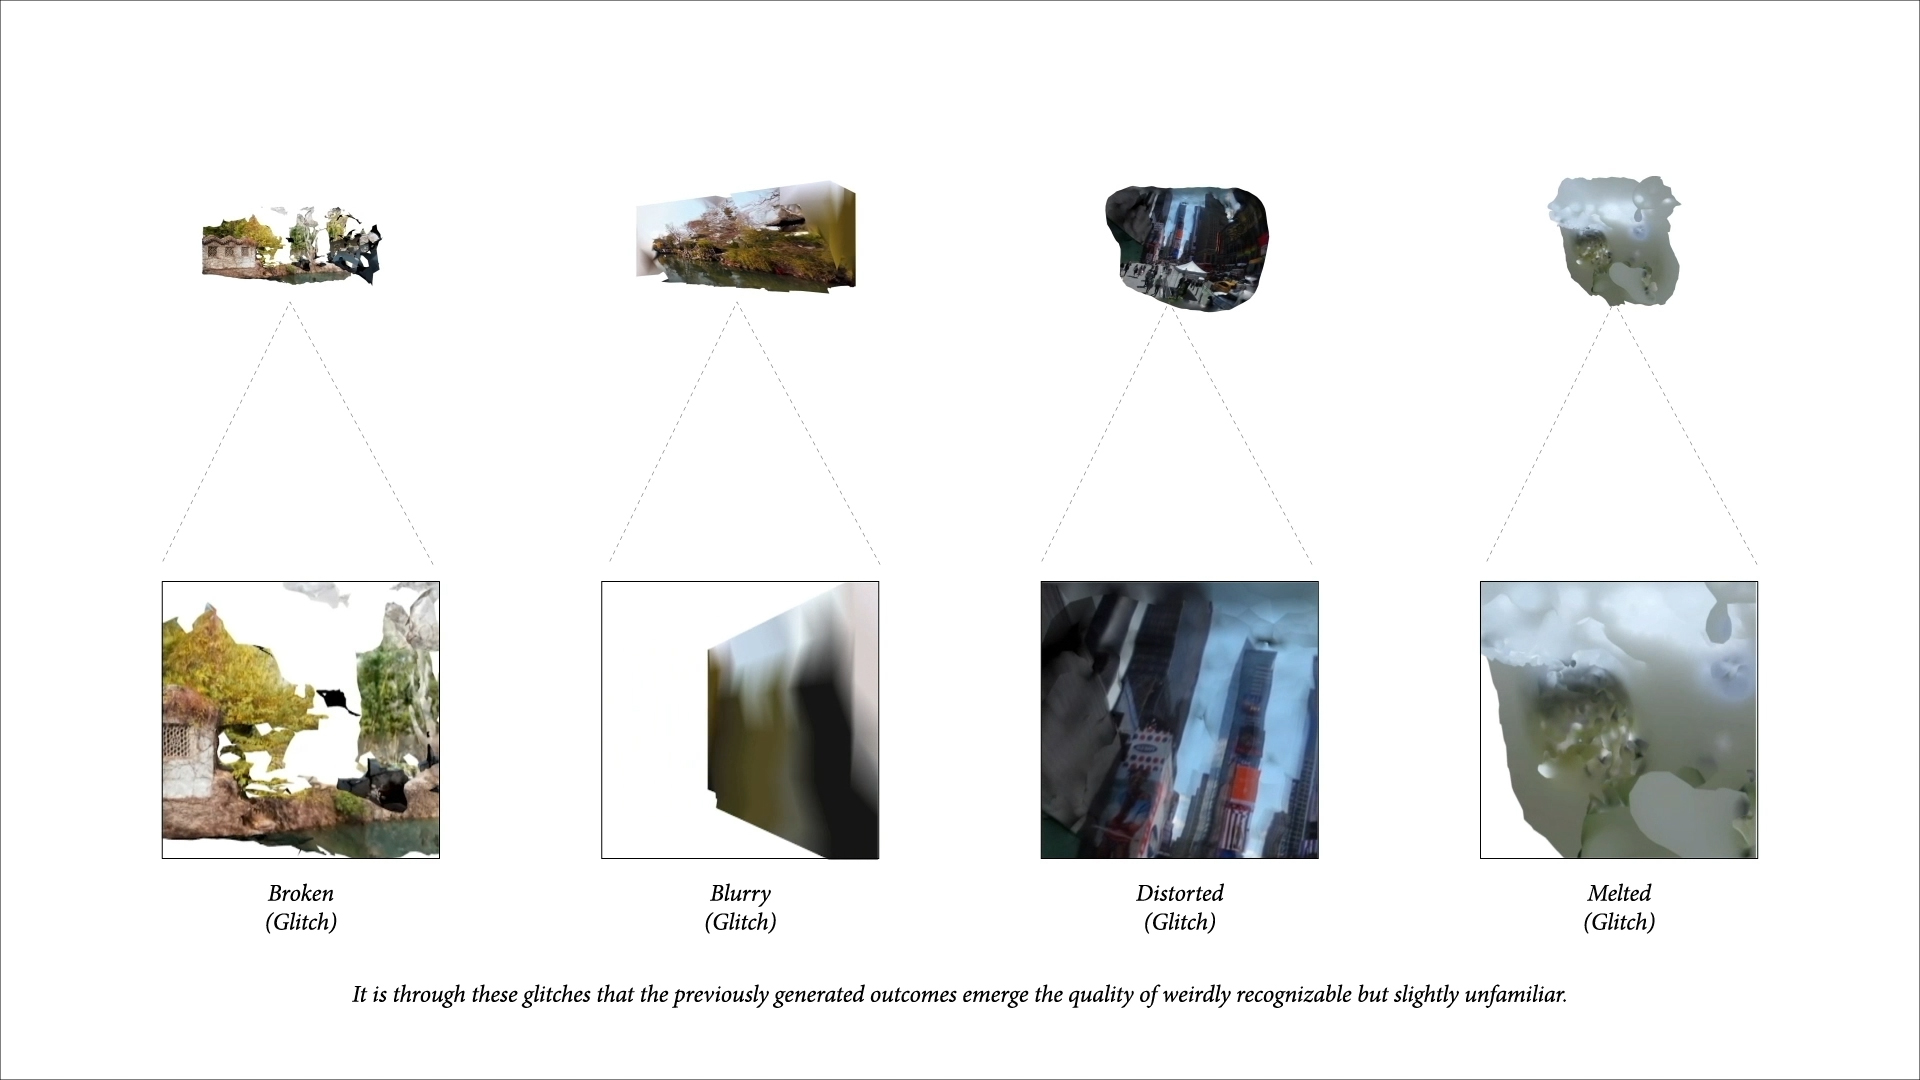 Broken
(Glitch)
Blurry
(Glitch)
Distorted
(Glitch)
Melted
(Glitch)
It is through these glitches that the previously generated outcomes emerge the quality of weirdly recognizable but slightly unfamiliar.